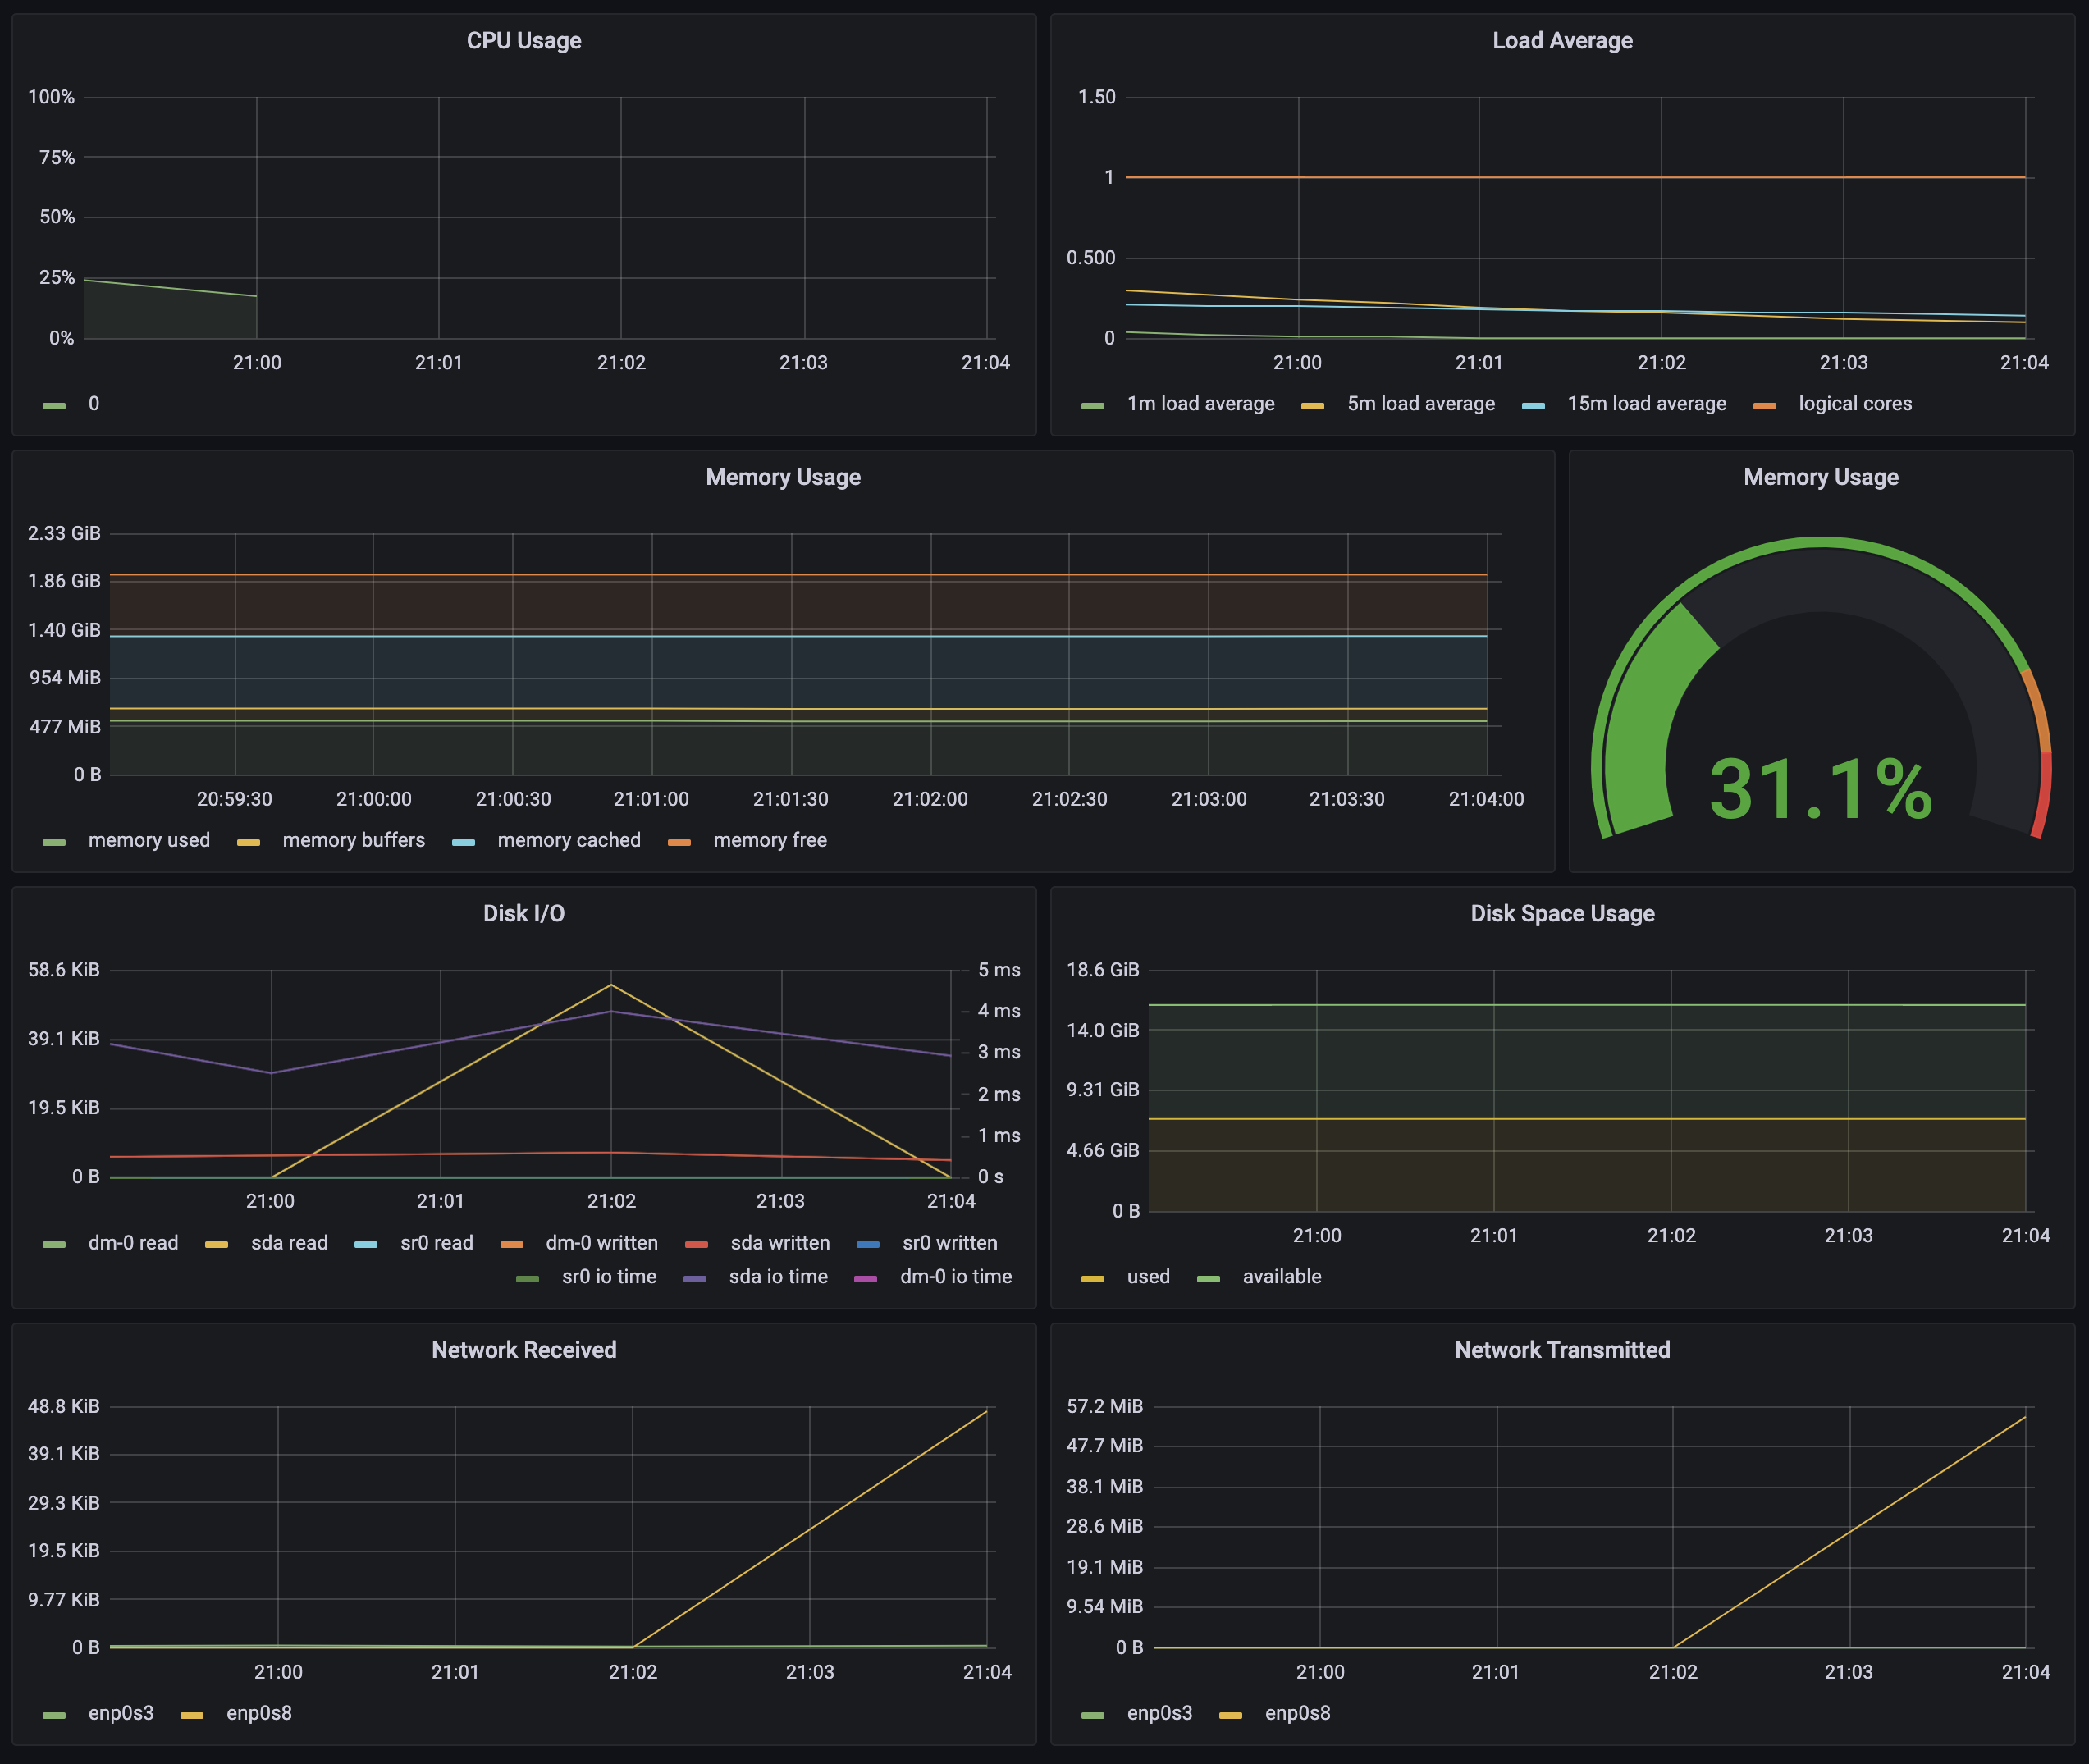 CPU Usage
100%
75%
50%
25%
0%
21:00 21:01 21:02 21:03 21:04
0
Load Average
1.50
1
0.500
0
21:00 21:01 21:02 21:03 21:04
1m load average 5m load average 15m load average logical cores
Memory Usage
2.33 GiB
1.86 GiB
1.40 GiB
954 MiB
477 MiB
0 B
20:59:30 21:00:00 21:00:30 21:01:00 21:01:30 21:02:00 21:02:30 21:03:00 21:03:30 21:04:00
memory used memory buffers memory cached memory free
Memory Usage
31.1%
Disk I/O
58.6 KiB 5 ms
4 ms
39.1 KiB
3 ms
19.5 KiB 2 ms
1 ms
0 B 0 s
21:00 21:01 21:02 21:03 21:04
dm-0 read sda read sr0 read dm-0 written sda written sr0 written
sr0 io time sda io time dm-0 io time
Disk Space Usage
18.6 GiB
14.0 GiB
9.31 GiB
4.66 GiB
0 B
21:00 21:01 21:02 21:03 21:04
used available
Network Received
48.8 KiB
39.1 KiB
29.3 KiB
19.5 KiB
9.77 KiB
0 B
21:00 21:01 21:02 21:03 21:04
enp0s3 enp0s8
Network Transmitted
57.2 MiB
47.7 MiB
38.1 MiB
28.6 MiB
19.1 MiB
9.54 MiB
0 B
21:00 21:01 21:02 21:03 21:04
enp0s3 enp0s8